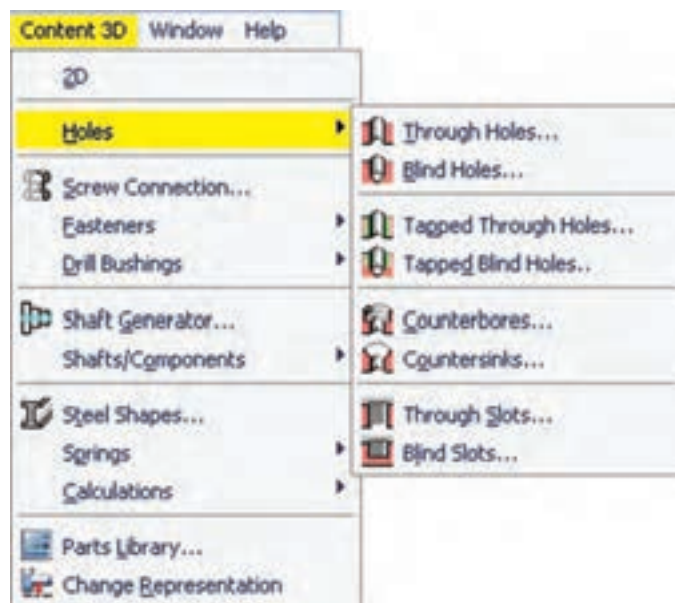 Content 3D Window Help
2D
Holes
Screw Connection...
Fasteners
Drill Bushings
Shaft Generator...
Shafts/Components
Steel Shapes...
Springs
Calculations
Parts Library...
Change Representation
Through Holes...
Blind Holes...
Tapped Through Holes...
Tapped Blind Holes..
Counterbores...
Countersinks...
Through Slots...
Blind Slots...